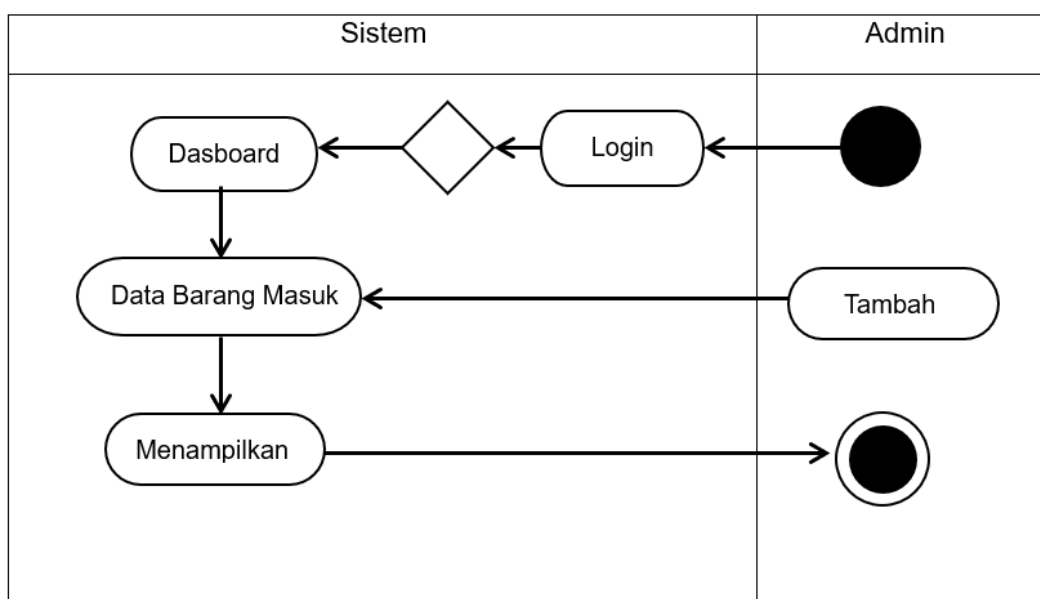 Sistem
Admin
Dasboard
Login
Data Barang Masuk
Tambah
Menampilkan